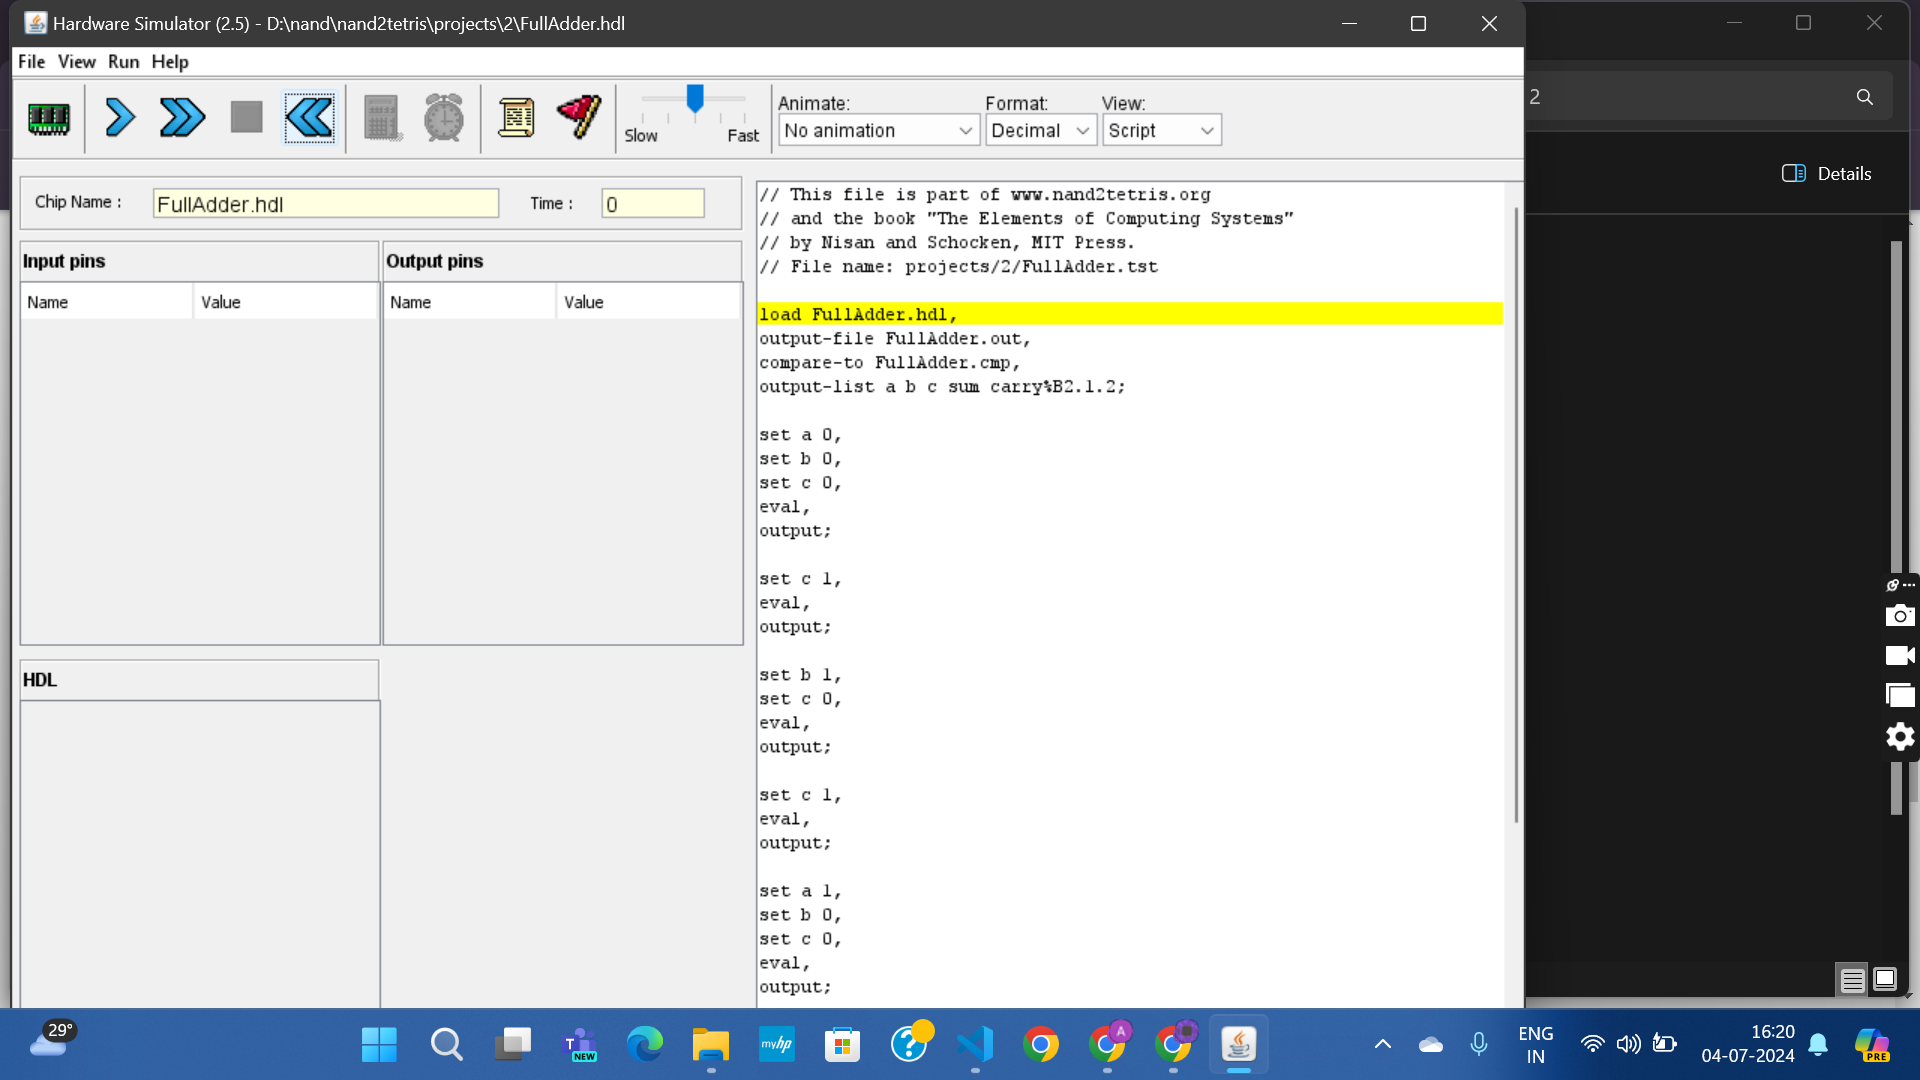 Hardware Simulator (2.5) - D:\nand\nand2tetris\projects\2\FullAdder.hdl
File View Run Help
2
Slow Fast
Animate: Format: View:
No animation Decimal Script
Details
Chip Name : FullAdder.hdl Time : 0
Input pins Output pins
Name Value Name Value
HDL
// This file is part of www.nand2tetris.org
// and the book "The Elements of Computing Systems"
// by Nisan and Schocken, MIT Press.
// File name: projects/2/FullAdder.tst
load FullAdder.hdl,
output-file FullAdder.out,
compare-to FullAdder.cmp,
output-list a b c sum carry%B2.1.2;
set a 0,
set b 0,
set c 0,
eval,
output;
set c 1,
eval,
output;
set b 1,
set c 0,
eval,
output;
set c 1,
eval,
output;
set a 1,
set b 0,
set c 0,
eval,
output;
29°
T
NEW
myhp
A
ENG
IN
16:20
04-07-2024
PRE